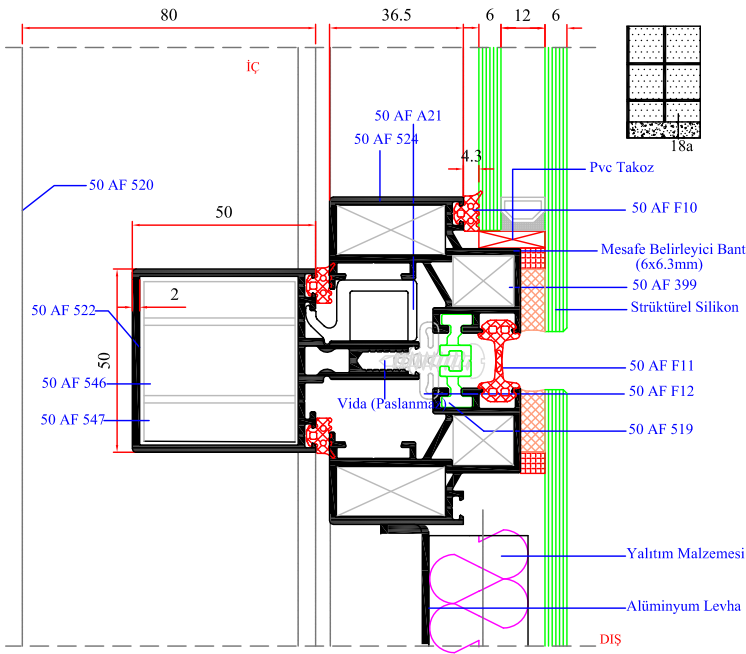 80
36.5
6
12
6
İÇ
18a
50 AF A21
50 AF 524
4.3
Pvc Takoz
50 AF 520
50
50 AF F10
Mesafe Belirleyici Bant
(6x6.3mm)
50 AF 399
2
50 AF 522
Strüktürel Silikon
50
50 AF F11
50 AF 546
50 AF F12
Vida (Paslanmaz)
50 AF 547
50 AF 519
Yalıtım Malzemesi
Alüminyum Levha
DIŞ